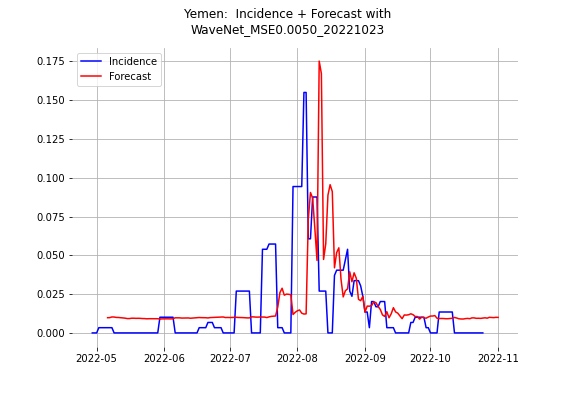 Yemen:  Incidence + Forecast with
WaveNet_MSE0.0050_20221023
Incidence
Forecast
0.175
0.150
0.125
0.100
0.075
0.050
0.025
0.000
2022-05 2022-06 2022-07 2022-08 2022-09 2022-10 2022-11